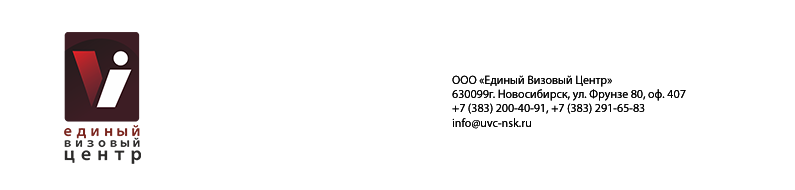 Vi
единый
визовый
центр
ООО «Единый Визовый Центр»
630099г. Новосибирск, ул. Фрунзе 80, оф. 407
+7 (383) 200-40-91, +7 (383) 291-65-83
info@uvc-nsk.ru